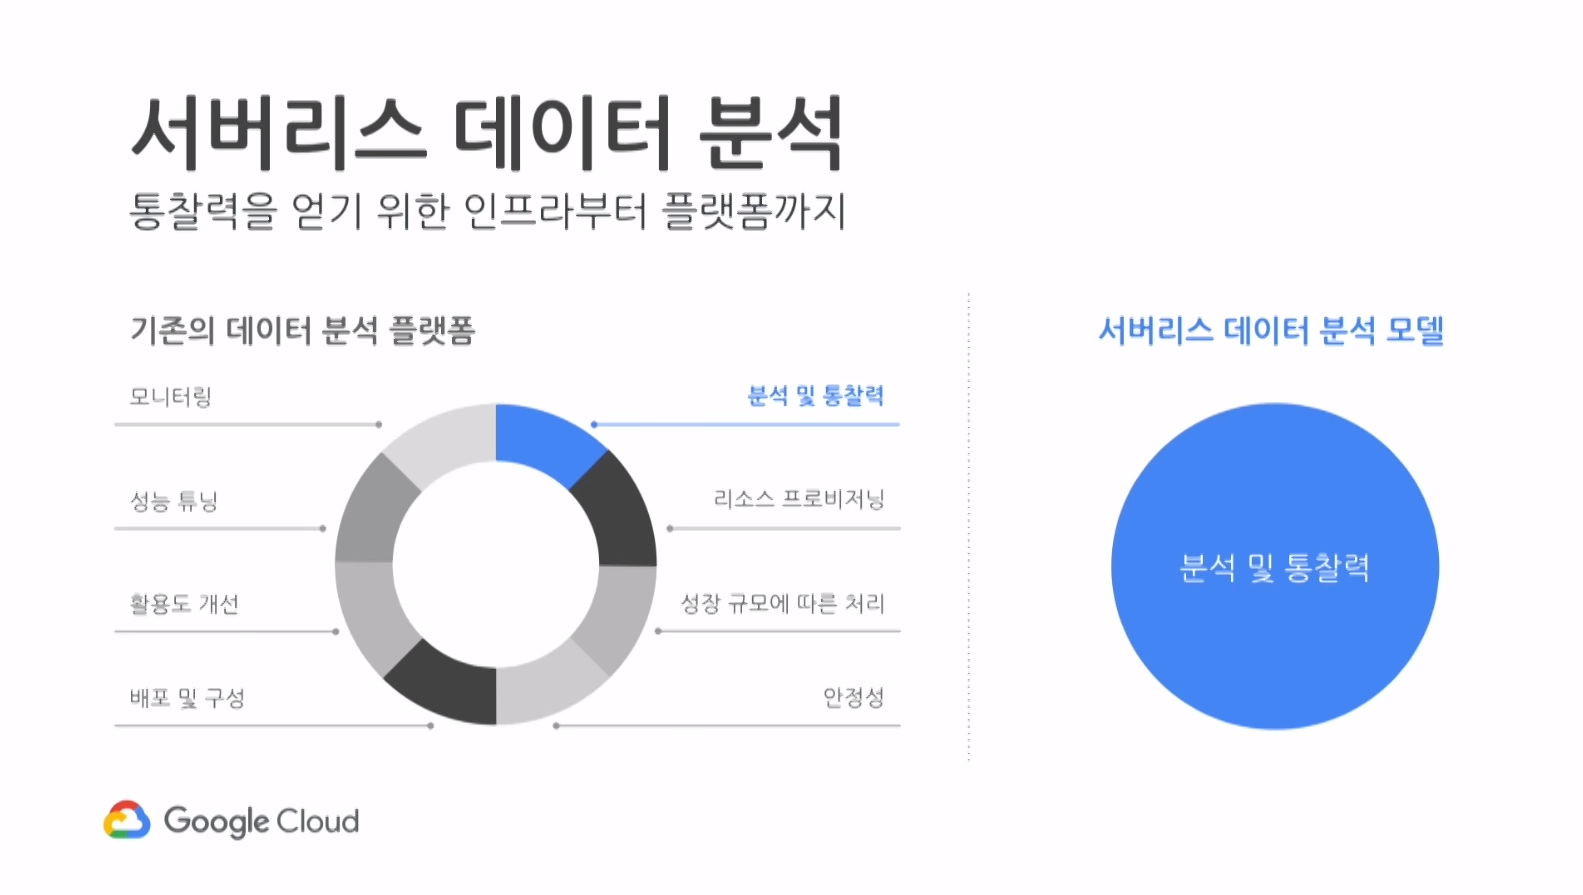 서버리스 데이터 분석
통찰력을 얻기 위한 인프라부터 플랫폼까지
기존의 데이터 분석 플랫폼
모니터링
성능 튜닝
활용도 개선
배포 및 구성
분석 및 통찰력
리소스 프로비저닝
성장 규모에 따른 처리
안정성
서버리스 데이터 분석 모델
분석 및 통찰력
Google Cloud